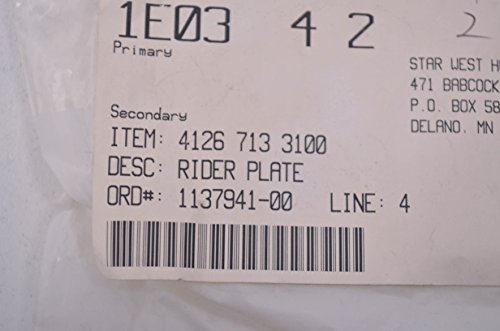 1E03 4 2
2
Primary
STAR WEST H
471 BABCOCK
P.O. BOX 58
DELANO, MN
Secondary
ITEM: 4126 713 3100
DESC: RIDER PLATE
ORD#: 1137941-00 LINE: 4